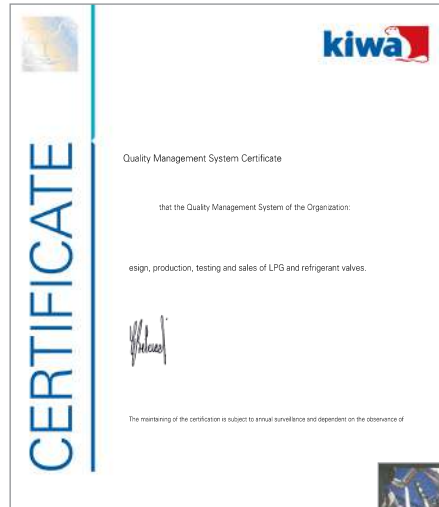 kiwa
CERTIFICATE
Quality Management System Certificate
that the Quality Management System of the Organization:
esign, production, testing and sales of LPG and refrigerant valves.
The maintaining of the certification is subject to annual surveillance and dependent on the observance of